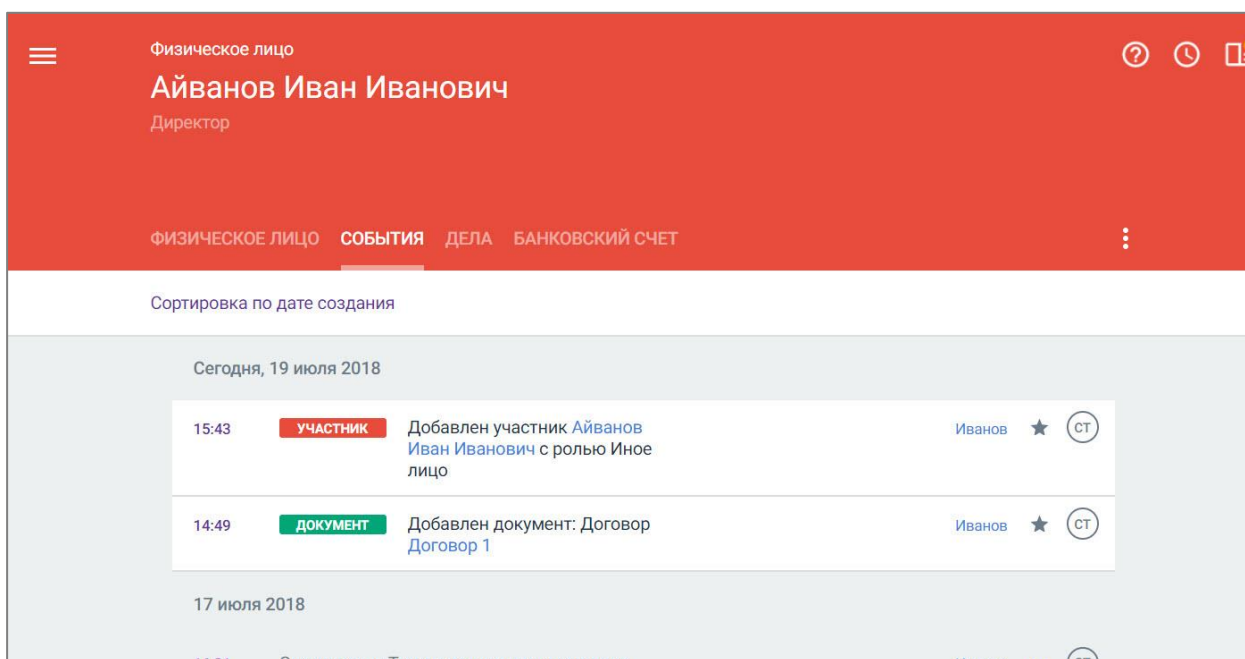 Физическое лицо
Айванов Иван Иванович
Директор
ФИЗИЧЕСКОЕ ЛИЦО СОБЫТИЯ ДЕЛА БАНКОВСКИЙ СЧЕТ
Сортировка по дате создания
Сегодня, 19 июля 2018
15:43 УЧАСТНИК Добавлен участник Айванов Иванов СТ
Иван Иванович с ролью Иное
лицо
14:49 ДОКУМЕНТ Добавлен документ: Договор Иванов СТ
Договор 1
17 июля 2018